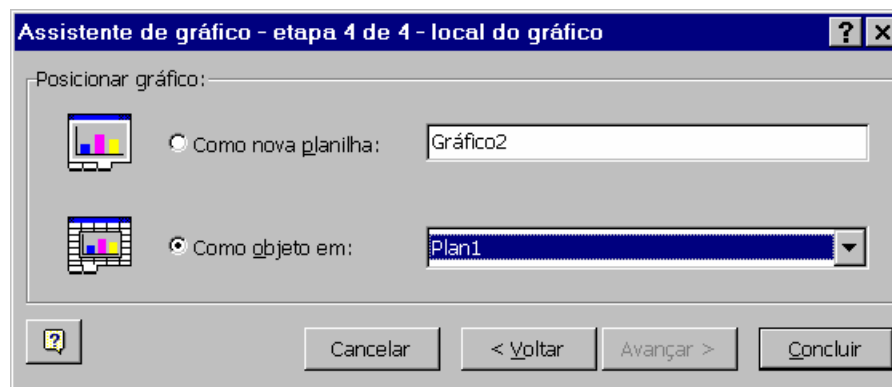 Assistente de gráfico - etapa 4 de 4 - local do gráfico
Posicionar gráfico:
Como nova planilha: Gráfico2
Como objeto em: Plan1
Cancelar < Voltar Avançar > Concluir